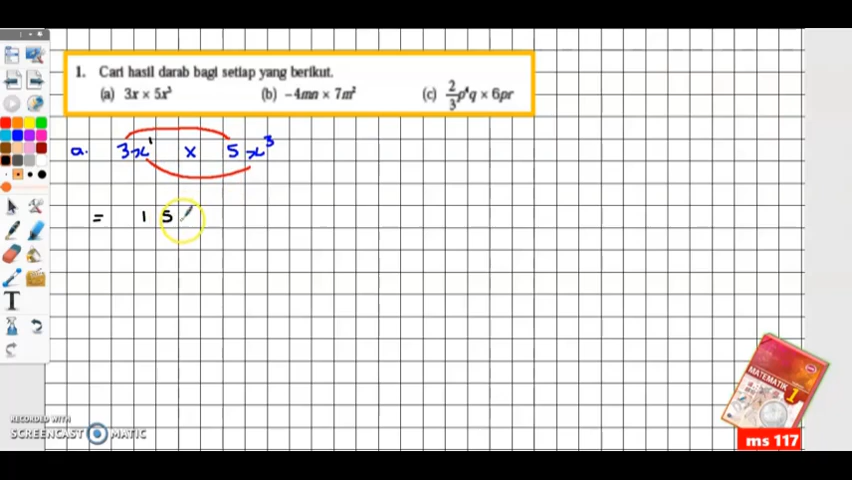 1. Cari hasil darab bagi setiap yang berikut.
(a) 3x × 5x³ (b) −4mn × 7m² (c) 2/3 p⁴q × 6pr
a. 3x¹ × 5x³
= 15
T
MATEMATIK 1
RECORDED WITH
SCREENCAST MATIC
ms 117